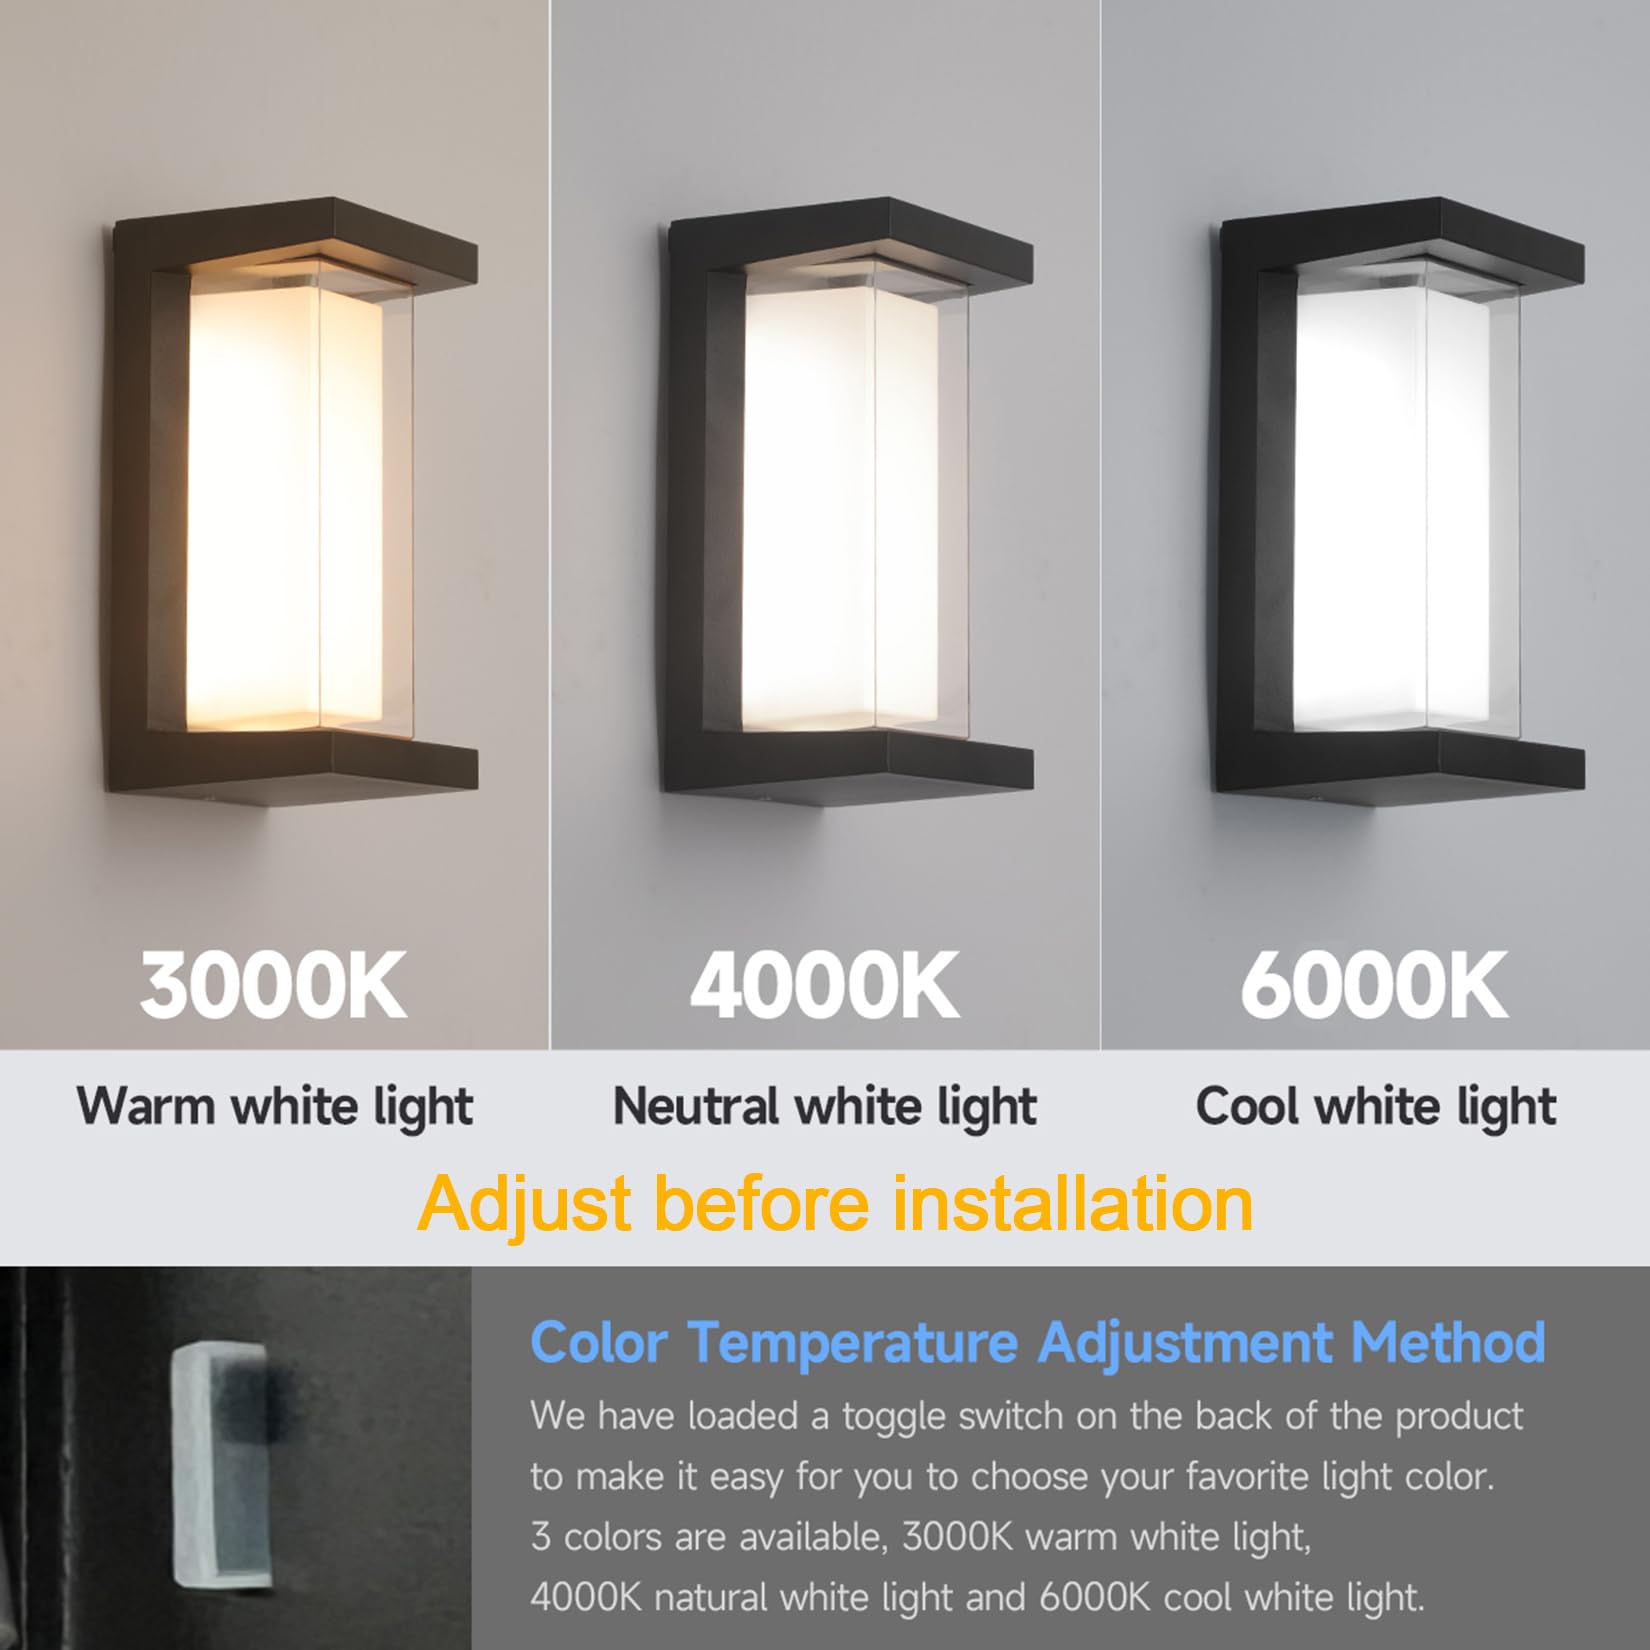 3000K
4000K
6000K
Warm white light
Neutral white light
Cool white light
Adjust before installation
Color Temperature Adjustment Method
We have loaded a toggle switch on the back of the product
to make it easy for you to choose your favorite light color.
3 colors are available, 3000K warm white light,
4000K natural white light and 6000K cool white light.